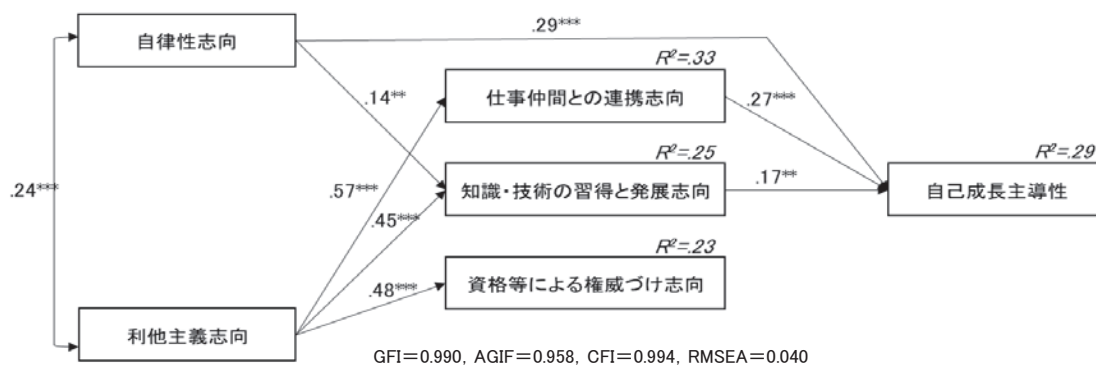 自律性志向
.29***
R²=.33
仕事仲間との連携志向
.14**
.27***
R²=.25
R²=.29
.24***
.57***
知識・技術の習得と発展志向
.17**
自己成長主導性
.45***
R²=.23
.48***
資格等による権威づけ志向
利他主義志向
GFI=0.990, AGIF=0.958, CFI=0.994, RMSEA=0.040